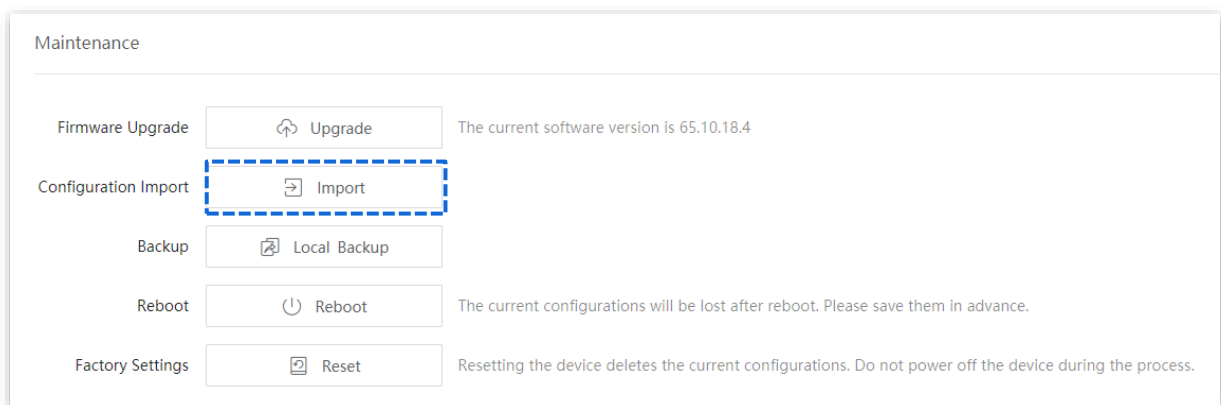 Maintenance
Firmware Upgrade Upgrade The current software version is 65.10.18.4
Configuration Import Import
Backup Local Backup
Reboot Reboot The current configurations will be lost after reboot. Please save them in advance.
Factory Settings Reset Resetting the device deletes the current configurations. Do not power off the device during the process.